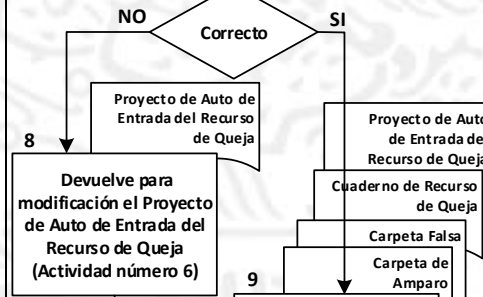 NO
SI
Correcto
Proyecto de Auto de
Entrada del Recurso
de Queja
8
Devuelve para
modificación el Proyecto
de Auto de Entrada del
Recurso de Queja
(Actividad número 6)
Proyecto de Auto
de Entrada de
Recurso de Queja
Cuaderno de Recurso
de Queja
Carpeta Falsa
Carpeta de
Amparo
9